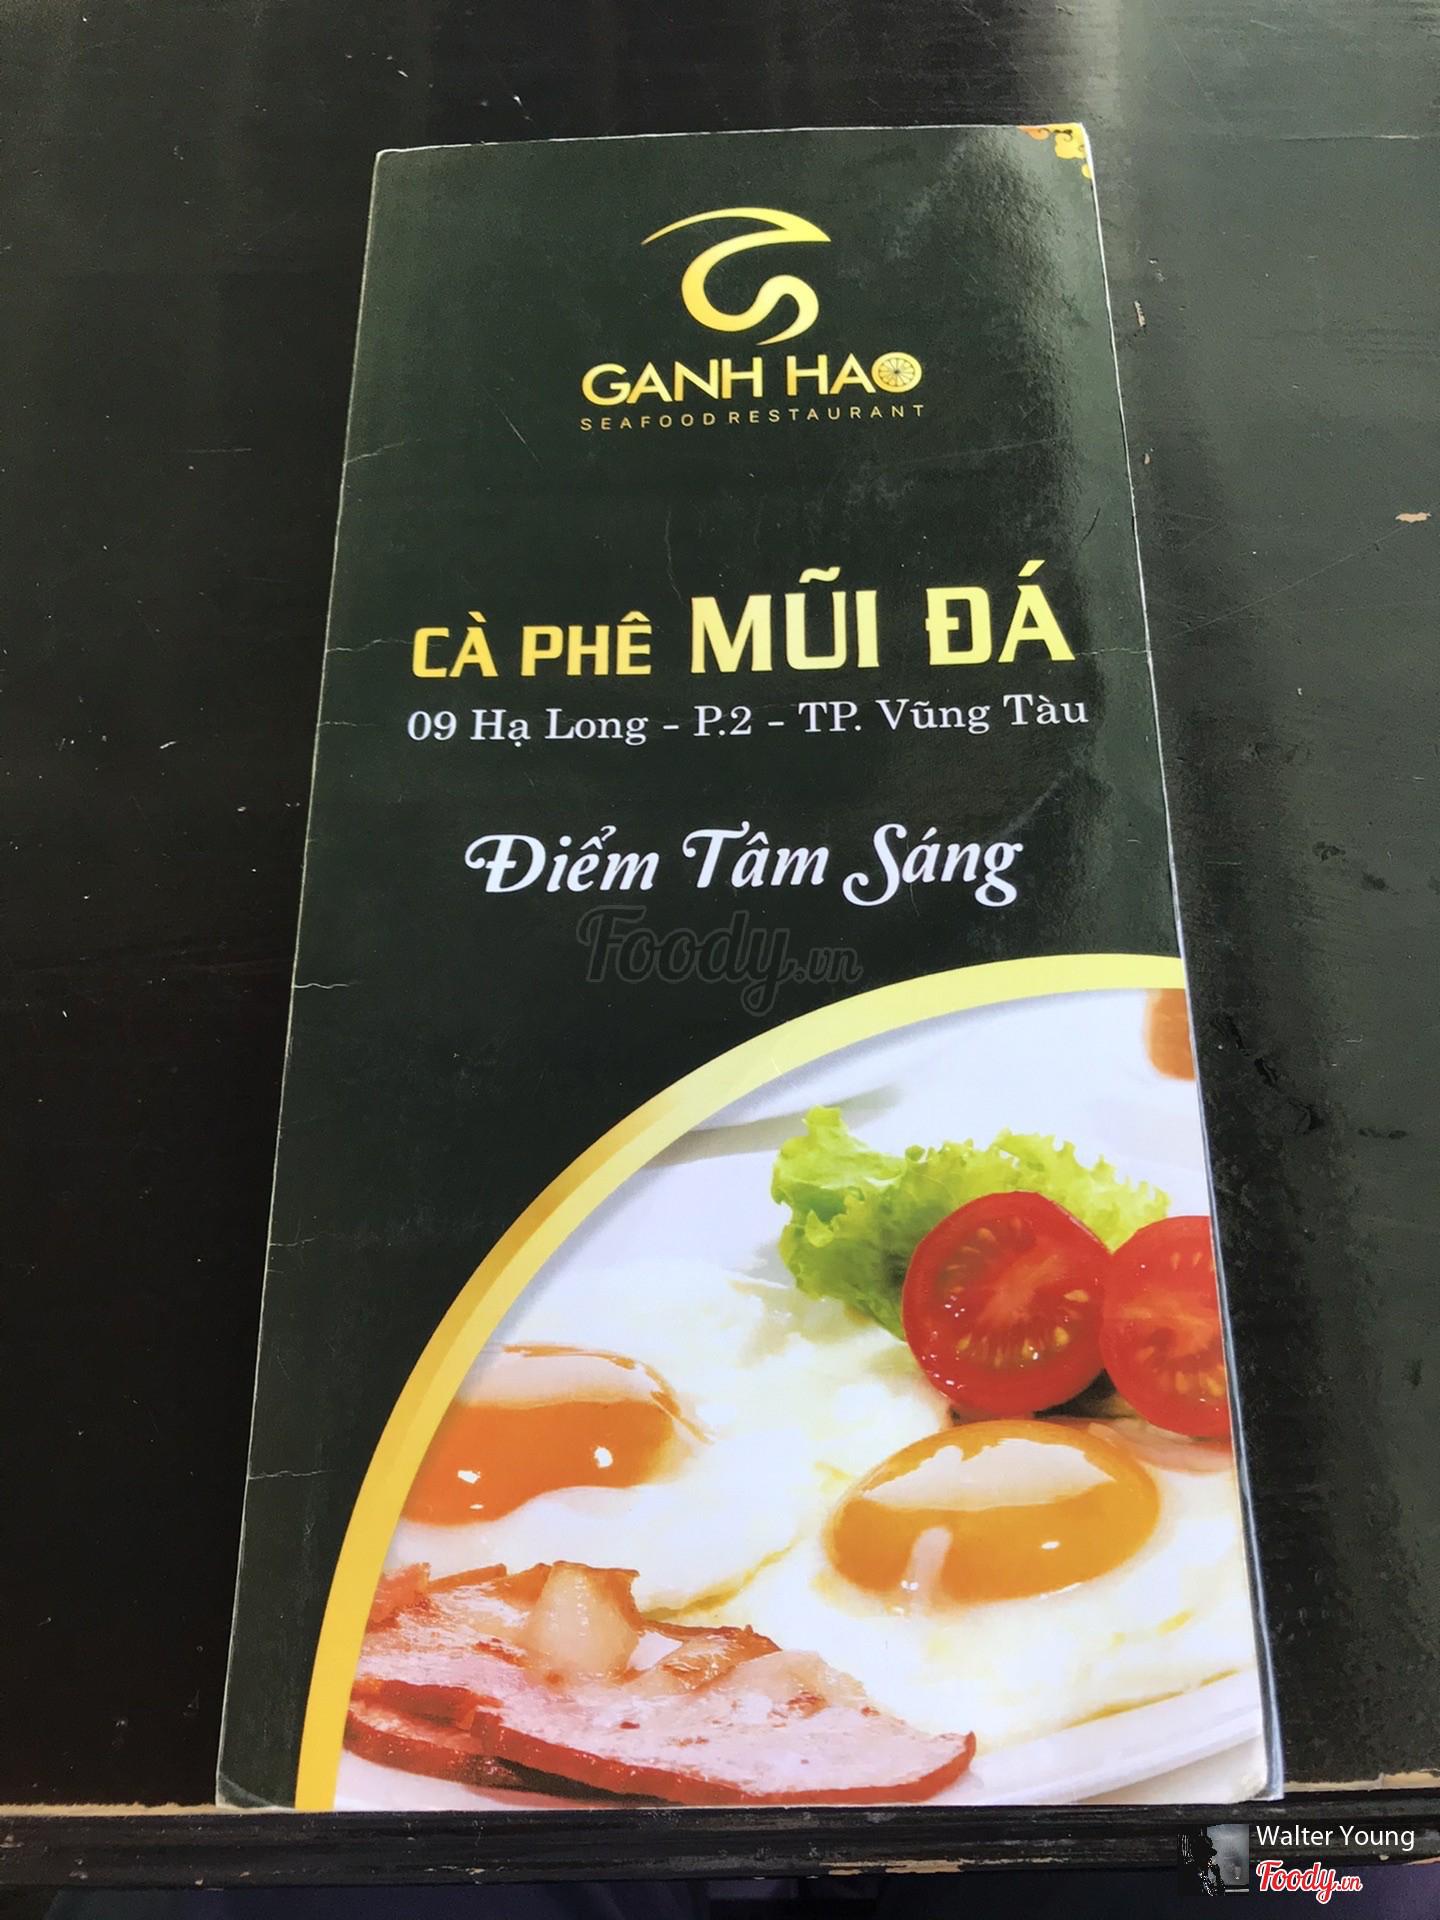 GANH HAO
SEAFOOD RESTAURANT
CÀ PHÊ MŨI ĐÁ
09 Hạ Long - P.2 - TP. Vũng Tàu
Điểm Tâm Sáng
Foody.vn
Walter Young
Foody.vn